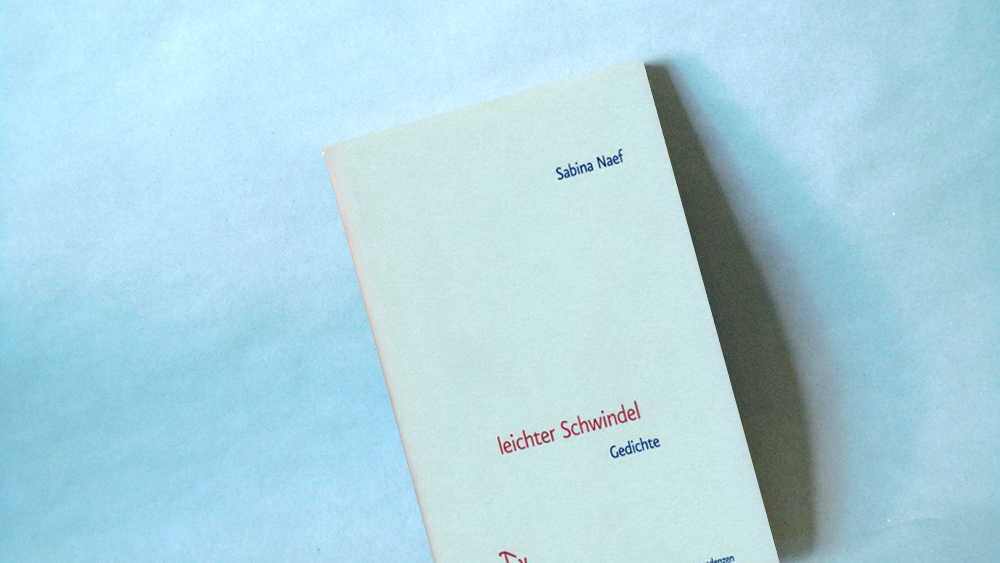 Sabina Naef
leichter Schwindel
Gedichte